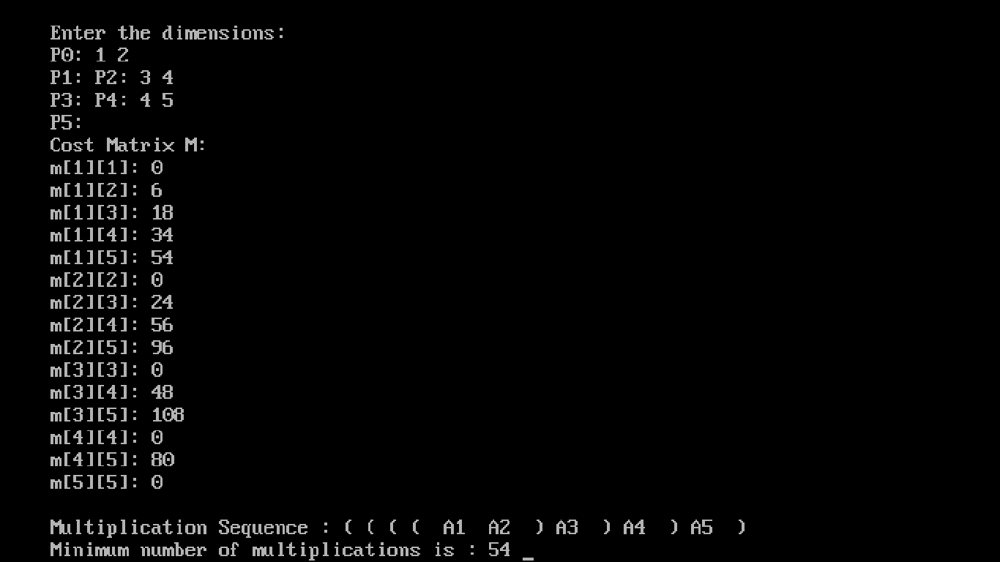 Enter the dimensions:
P0: 1 2
P1: P2: 3 4
P3: P4: 4 5
P5:
Cost Matrix M:
m[1][1]: 0
m[1][2]: 6
m[1][3]: 18
m[1][4]: 34
m[1][5]: 54
m[2][2]: 0
m[2][3]: 24
m[2][4]: 56
m[2][5]: 96
m[3][3]: 0
m[3][4]: 48
m[3][5]: 108
m[4][4]: 0
m[4][5]: 80
m[5][5]: 0
Multiplication Sequence : ( ( ( (  A1  A2  ) A3  ) A4  ) A5  )
Minimum number of multiplications is : 54 _